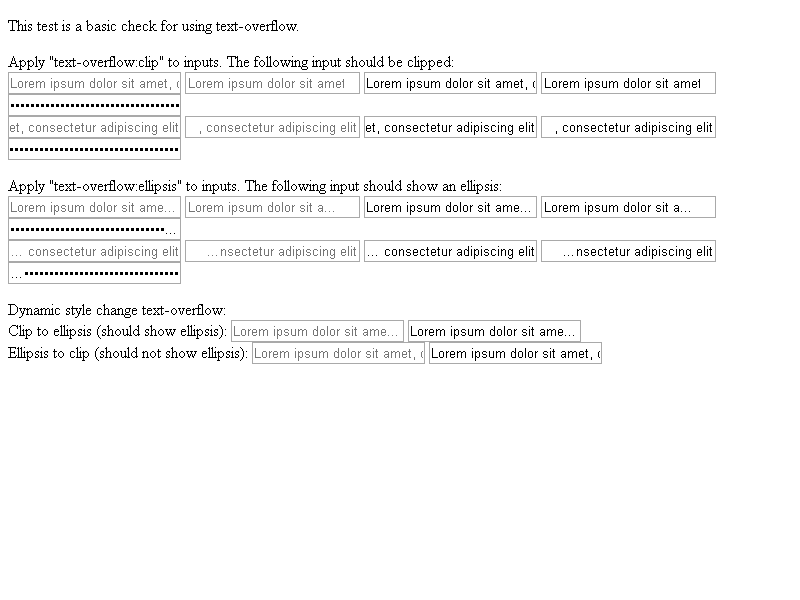 This test is a basic check for using text-overflow.
Apply "text-overflow:clip" to inputs. The following input should be clipped:
Lorem ipsum dolor sit amet, Lorem ipsum dolor sit amet Lorem ipsum dolor sit amet, Lorem ipsum dolor sit amet
••••••••••••••••••••••••••••••••••
et, consectetur adipiscing elit , consectetur adipiscing elit et, consectetur adipiscing elit , consectetur adipiscing elit
••••••••••••••••••••••••••••••••••
Apply "text-overflow:ellipsis" to inputs. The following input should show an ellipsis:
Lorem ipsum dolor sit ame... Lorem ipsum dolor sit a... Lorem ipsum dolor sit ame... Lorem ipsum dolor sit a...
•••••••••••••••••••••••••••••••...
... consectetur adipiscing elit ...nsectetur adipiscing elit ... consectetur adipiscing elit ...nsectetur adipiscing elit
...•••••••••••••••••••••••••••••••
Dynamic style change text-overflow:
Clip to ellipsis (should show ellipsis): Lorem ipsum dolor sit ame... Lorem ipsum dolor sit ame...
Ellipsis to clip (should not show ellipsis): Lorem ipsum dolor sit amet, Lorem ipsum dolor sit amet,